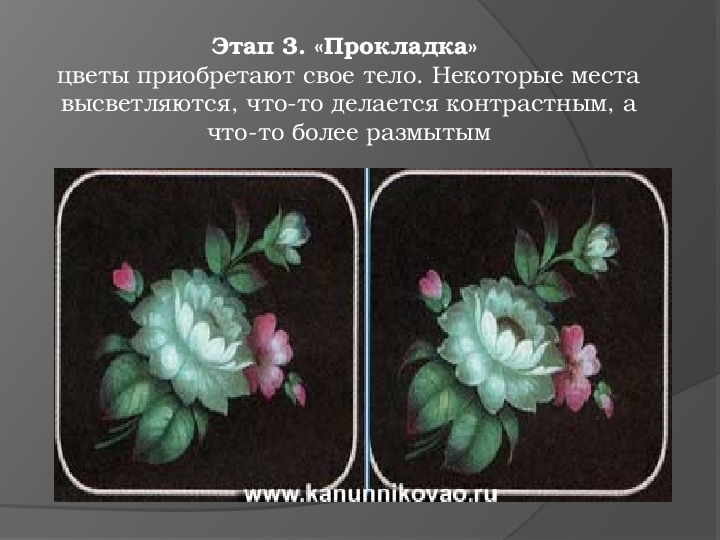 Этап 3. «Прокладка»
цветы приобретают свое тело. Некоторые места
высветляются, что-то делается контрастным, а
что-то более размытым
www.kanunnikovao.ru